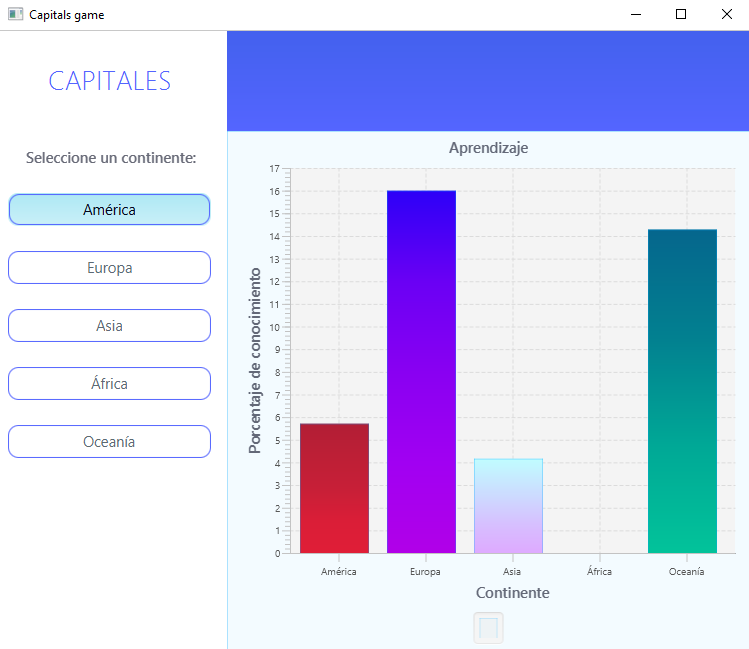 Capitals game
CAPITALES
Seleccione un continente:
América
Europa
Asia
África
Oceanía
Aprendizaje
Porcentaje de conocimiento
17
16
15
14
13
12
11
10
9
8
7
6
5
4
3
2
1
0
América Europa Asia África Oceanía
Continente